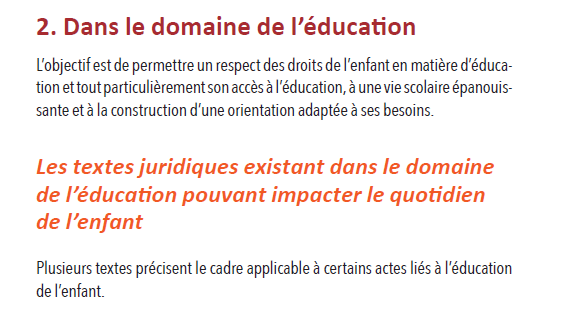 2. Dans le domaine de l’éducation
L’objectif est de permettre un respect des droits de l’enfant en matière d’éduca-
tion et tout particulièrement son accès à l’éducation, à une vie scolaire épanouis-
sante et à la construction d’une orientation adaptée à ses besoins.
Les textes juridiques existant dans le domaine
de l’éducation pouvant impacter le quotidien
de l’enfant
Plusieurs textes précisent le cadre applicable à certains actes liés à l’éducation
de l’enfant.